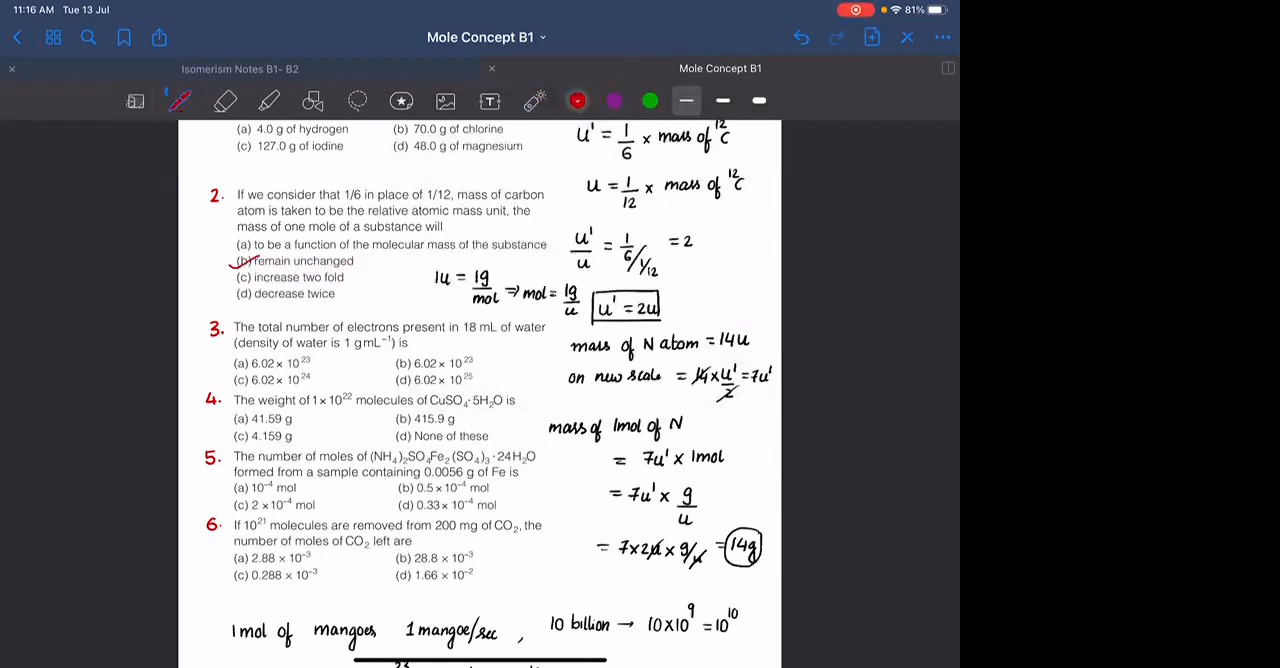 11:16 AM Tue 13 Jul
81%
Mole Concept B1
Isomerism Notes B1- B2
Mole Concept B1
(a) 4.0 g of hydrogen (b) 70.0 g of chlorine
(c) 127.0 g of iodine (d) 48.0 g of magnesium
2. If we consider that 1/6 in place of 1/12, mass of carbon
atom is taken to be the relative atomic mass unit, the
mass of one mole of a substance will
(a) to be a function of the molecular mass of the substance
(b) remain unchanged
(c) increase two fold
(d) decrease twice
3. The total number of electrons present in 18 mL of water
(density of water is 1 g mL⁻¹) is
(a) 6.02 × 10²³ (b) 6.02 × 10²³
(c) 6.02 × 10²⁴ (d) 6.02 × 10²⁵
4. The weight of 1 × 10²² molecules of CuSO₄·5H₂O is
(a) 41.59 g (b) 415.9 g
(c) 4.159 g (d) None of these
5. The number of moles of (NH₄)₂SO₄Fe₂(SO₄)₃·24H₂O
formed from a sample containing 0.0056 g of Fe is
(a) 10⁻⁴ mol (b) 0.5 × 10⁻⁴ mol
(c) 2 × 10⁻⁴ mol (d) 0.33 × 10⁻⁴ mol
6. If 10²¹ molecules are removed from 200 mg of CO₂, the
number of moles of CO₂ left are
(a) 2.88 × 10⁻³ (b) 28.8 × 10⁻³
(c) 0.288 × 10⁻³ (d) 1.66 × 10⁻²
u' = 1/6 × mass of ¹²C
u = 1/12 × mass of ¹²C
u'/u = 1/6 / 1/12 = 2
1u = 1g/mol ⇒ mol = 1g/u
u' = 2u
mass of N atom = 14u
on new scale = 14 × u'/2 = 7u'
mass of 1mol of N
= 7u' × 1mol
= 7u' × g/u
= 7×2u × g/u = 14g
1mol of mangoes 1 mangoe/sec , 10 billion → 10×10⁹ = 10¹⁰